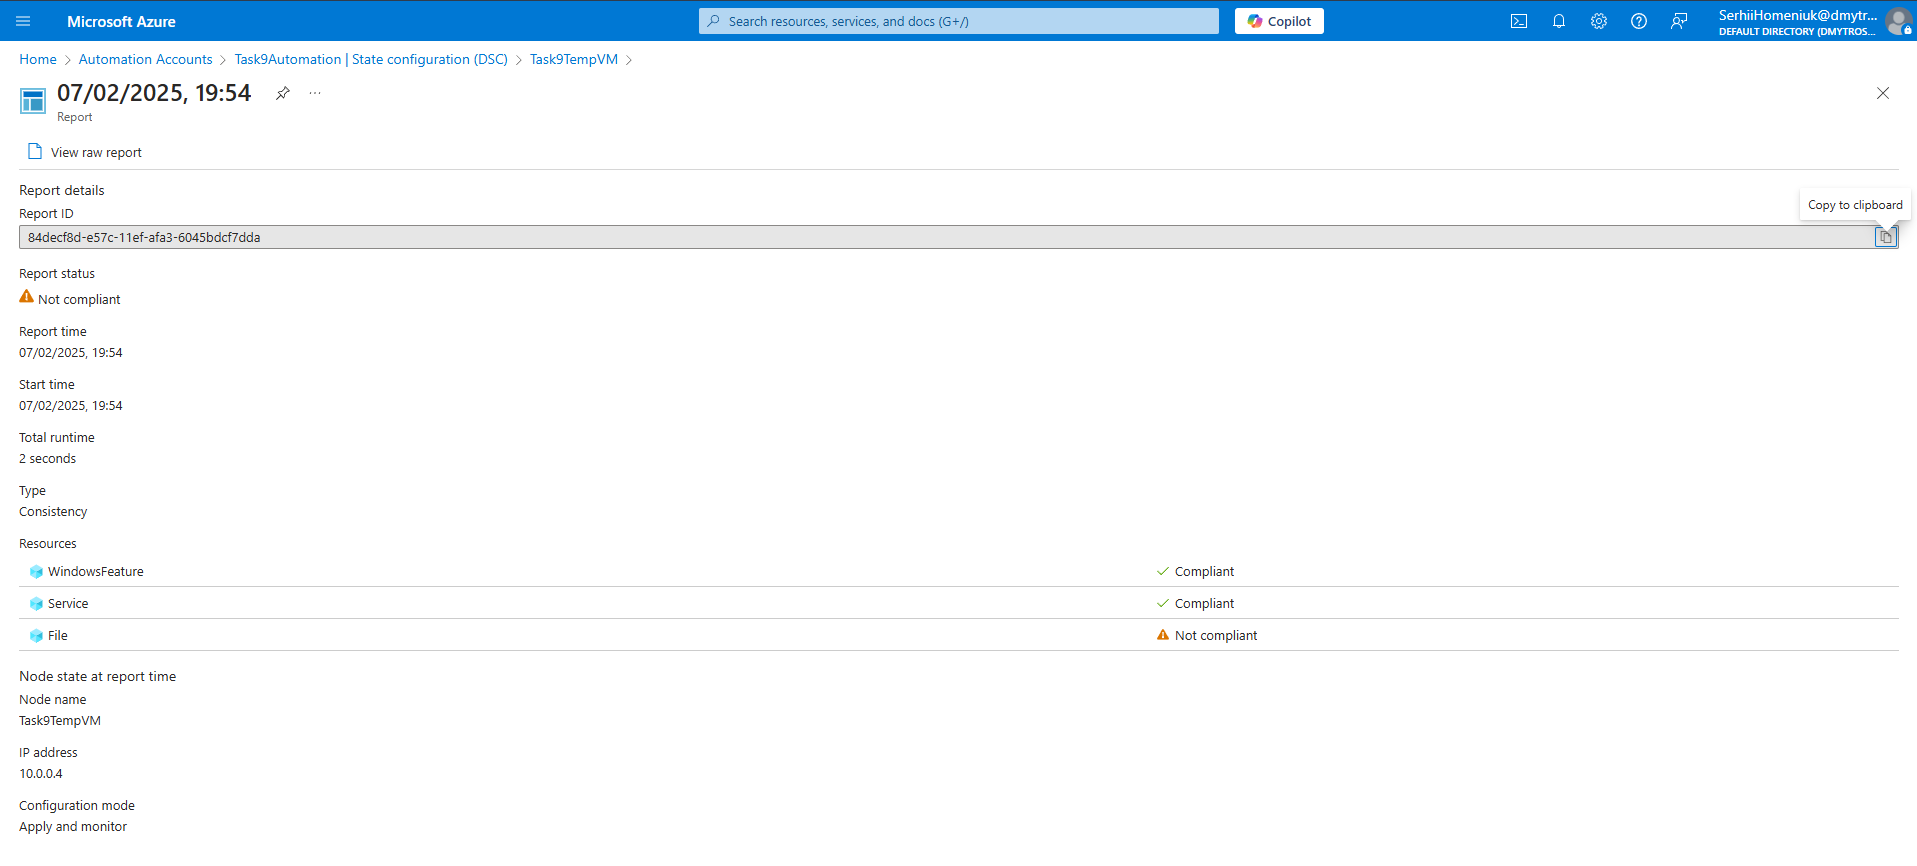 Microsoft Azure
Search resources, services, and docs (G+/)
Copilot
SerhiiHomeniuk@dmytr...
DEFAULT DIRECTORY (DMYTROS...
Home > Automation Accounts > Task9Automation | State configuration (DSC) > Task9TempVM >
07/02/2025, 19:54
...
Report
View raw report
Report details
Copy to clipboard
Report ID
84decf8d-e57c-11ef-afa3-6045bdcf7dda
Report status
Not compliant
Report time
07/02/2025, 19:54
Start time
07/02/2025, 19:54
Total runtime
2 seconds
Type
Consistency
Resources
WindowsFeature Compliant
Service Compliant
File Not compliant
Node state at report time
Node name
Task9TempVM
IP address
10.0.0.4
Configuration mode
Apply and monitor